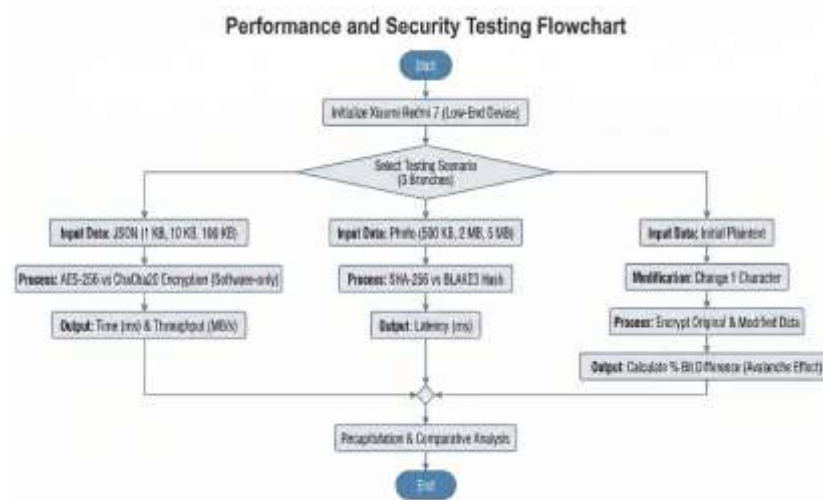 Performance and Security Testing Flowchart
Start
Initialize Xiaomi Redmi 7 (Low-End Device)
Select Testing Scenario
(3 Branches)
Input Data: JSON (1 KB, 10 KB, 100 KB)
Process: AES-256 vs ChaCha20 Encryption (Software-only)
Output: Time (ms) & Throughput (MB/s)
Input Data: Photo (500 KB, 2 MB, 5 MB)
Process: SHA-256 vs BLAKE3 Hash
Output: Latency (ms)
Input Data: Initial Plaintext
Modification: Change 1 Character
Process: Encrypt Original & Modified Data
Output: Calculate % Bit Difference (Avalanche Effect)
Recapitulation & Comparative Analysis
End